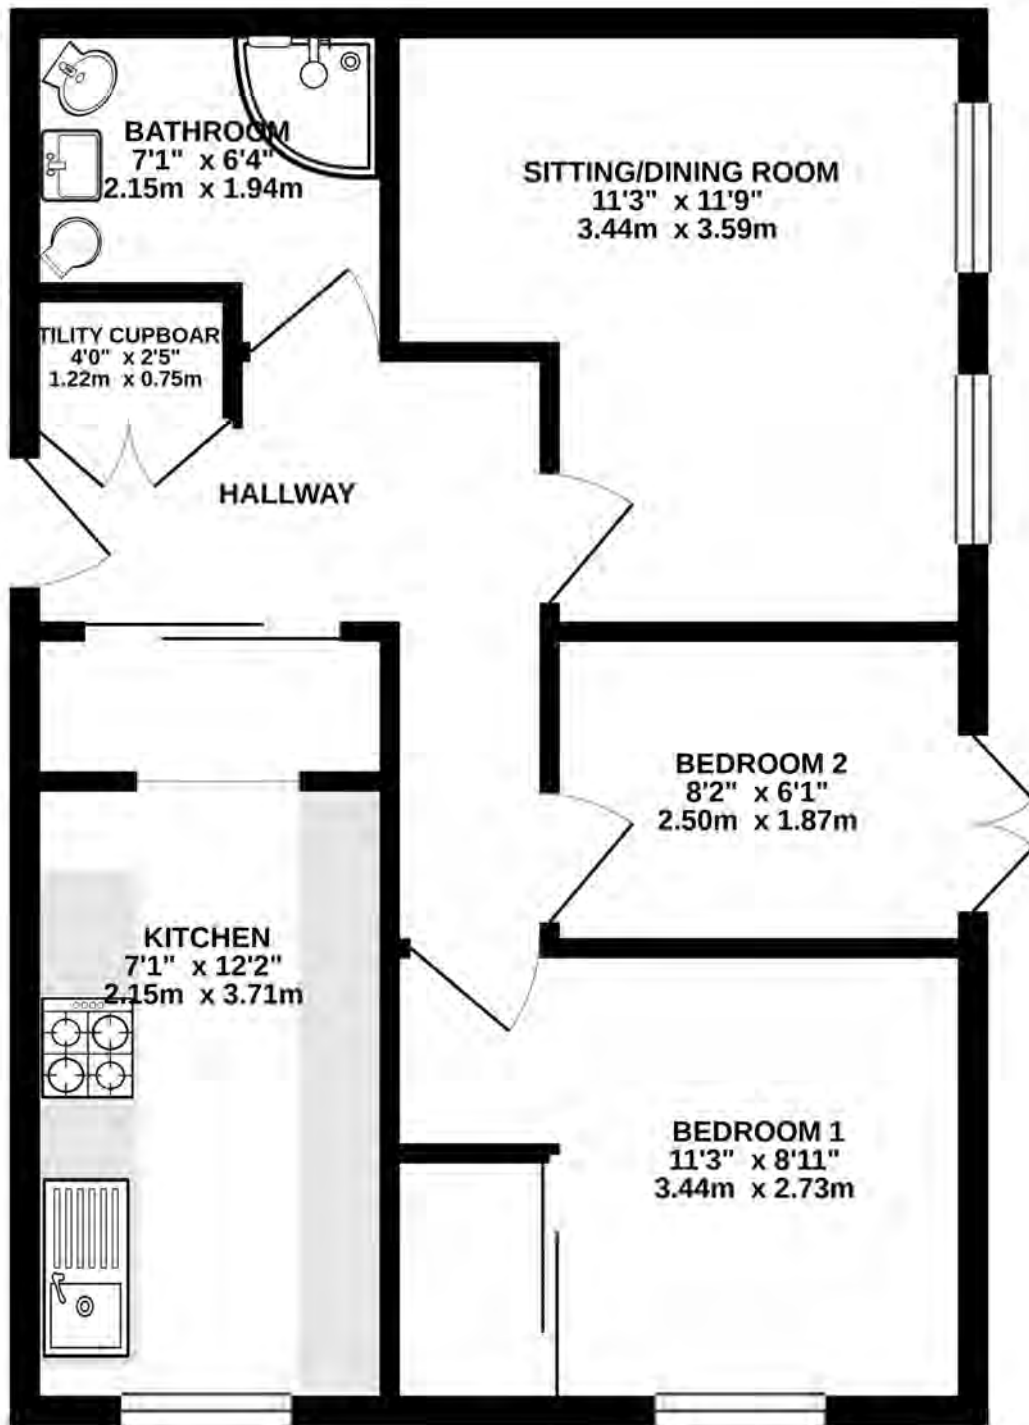 BATHROOM
7'1" x 6'4"
2.15m x 1.94m
SITTING/DINING ROOM
11'3" x 11'9"
3.44m x 3.59m
TILITY CUPBOAR
4'0" x 2'5"
1.22m x 0.75m
HALLWAY
BEDROOM 2
8'2" x 6'1"
2.50m x 1.87m
KITCHEN
7'1" x 12'2"
2.15m x 3.71m
BEDROOM 1
11'3" x 8'11"
3.44m x 2.73m